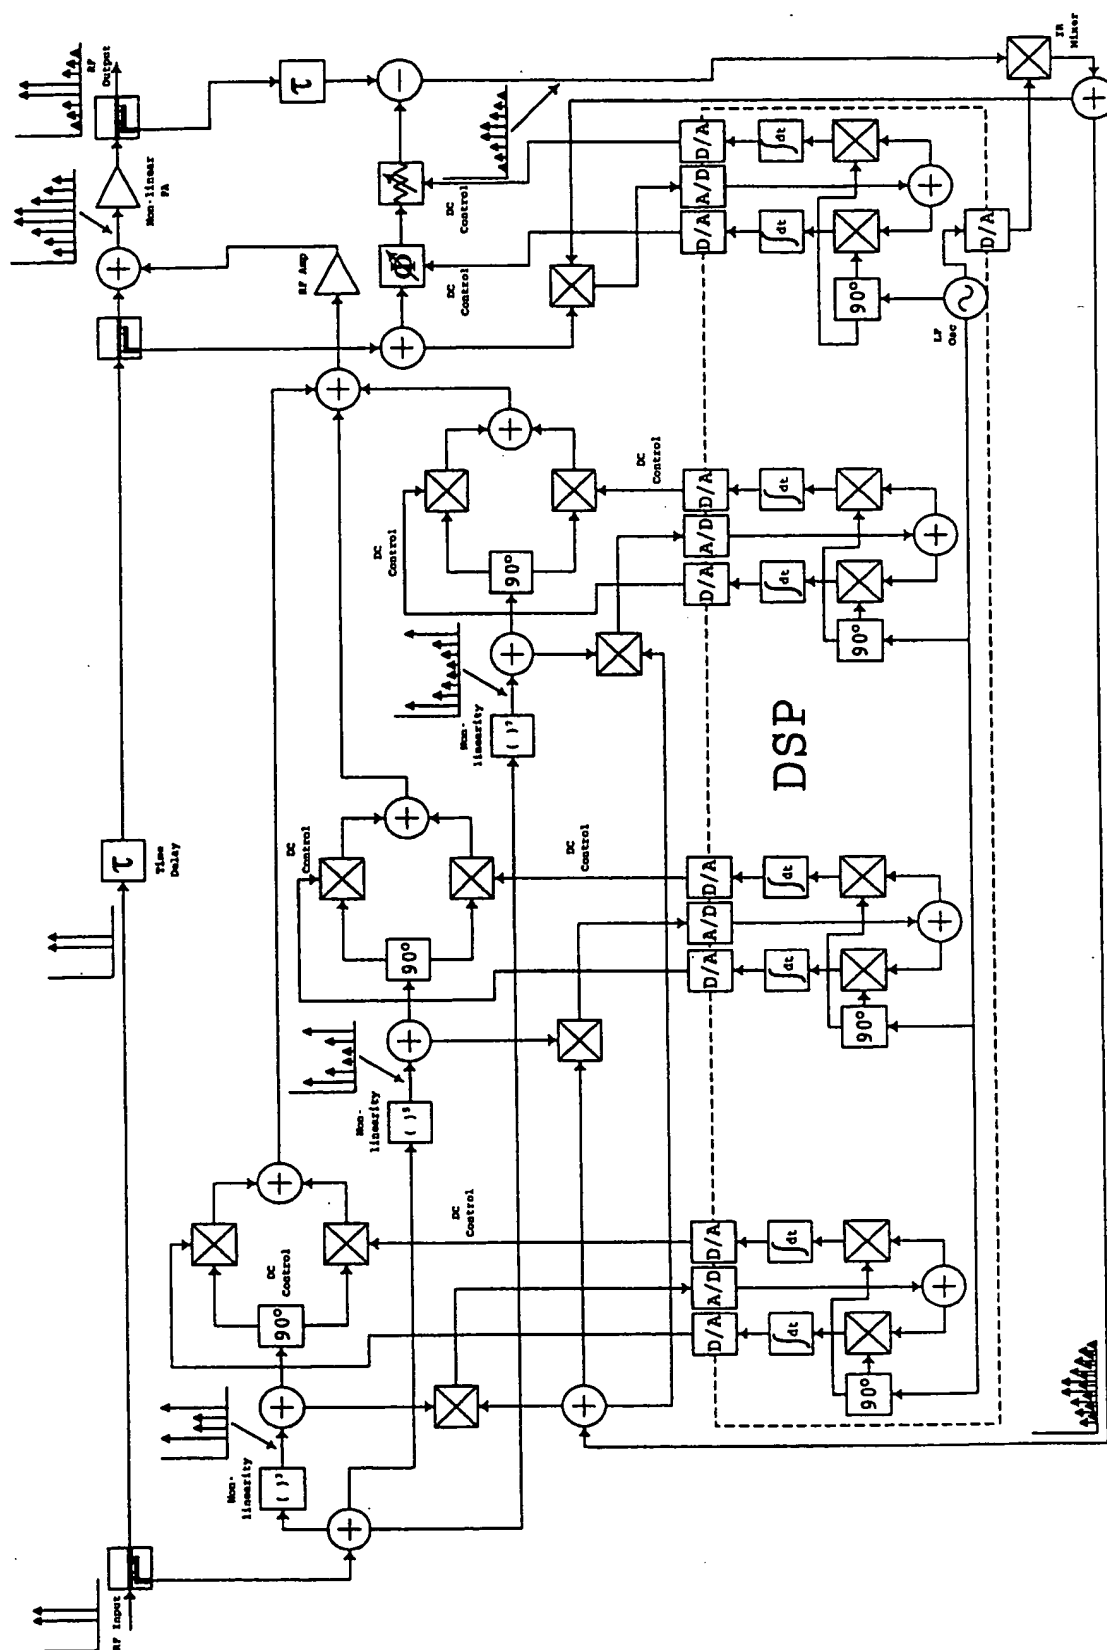 RF Input
τ
Time
Delay
Non-linear
PA
RF
Output
τ
( )³
Non-
linearity
90°
DC
Control
DC
Control
( )⁵
Non-
linearity
90°
DC
Control
DC
Control
( )⁷
Non-
linearity
90°
DC
Control
DC
Control
RF Amp
Φ
DC
Control
DC
Control
IR
Mixer
D/A
A/D
D/A
D/A
A/D
D/A
D/A
A/D
D/A
D/A
A/D
D/A
∫dt
∫dt
∫dt
∫dt
∫dt
∫dt
∫dt
∫dt
DSP
90°
90°
90°
90°
LF
Osc
D/A